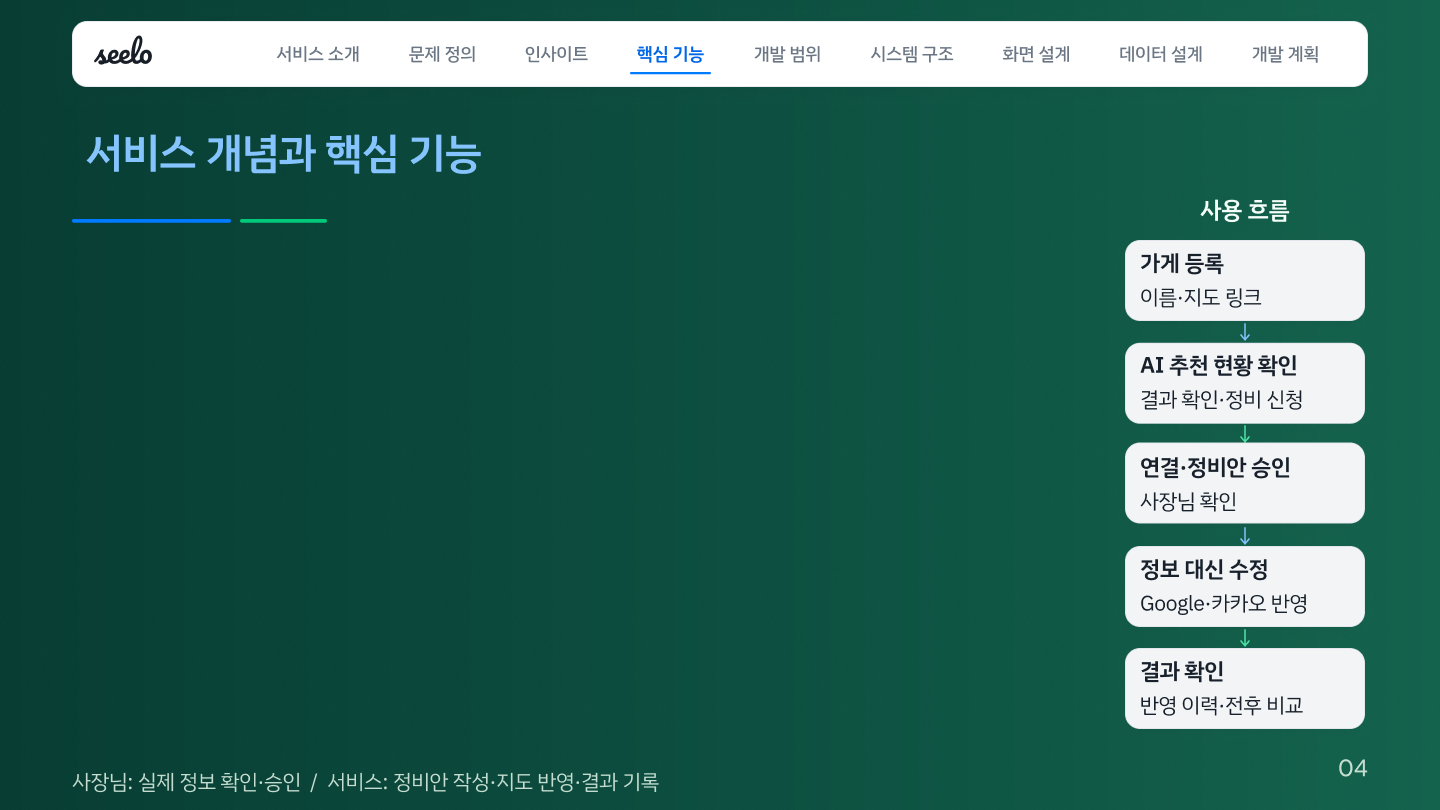 seelo
서비스 소개
문제 정의
인사이트
핵심 기능
개발 범위
시스템 구조
화면 설계
데이터 설계
개발 계획
서비스 개념과 핵심 기능
사용 흐름
가게 등록
이름·지도 링크
↓
AI 추천 현황 확인
결과 확인·정비 신청
↓
연결·정비안 승인
사장님 확인
↓
정보 대신 수정
Google·카카오 반영
↓
결과 확인
반영 이력·전후 비교
사장님: 실제 정보 확인·승인 / 서비스: 정비안 작성·지도 반영·결과 기록
04